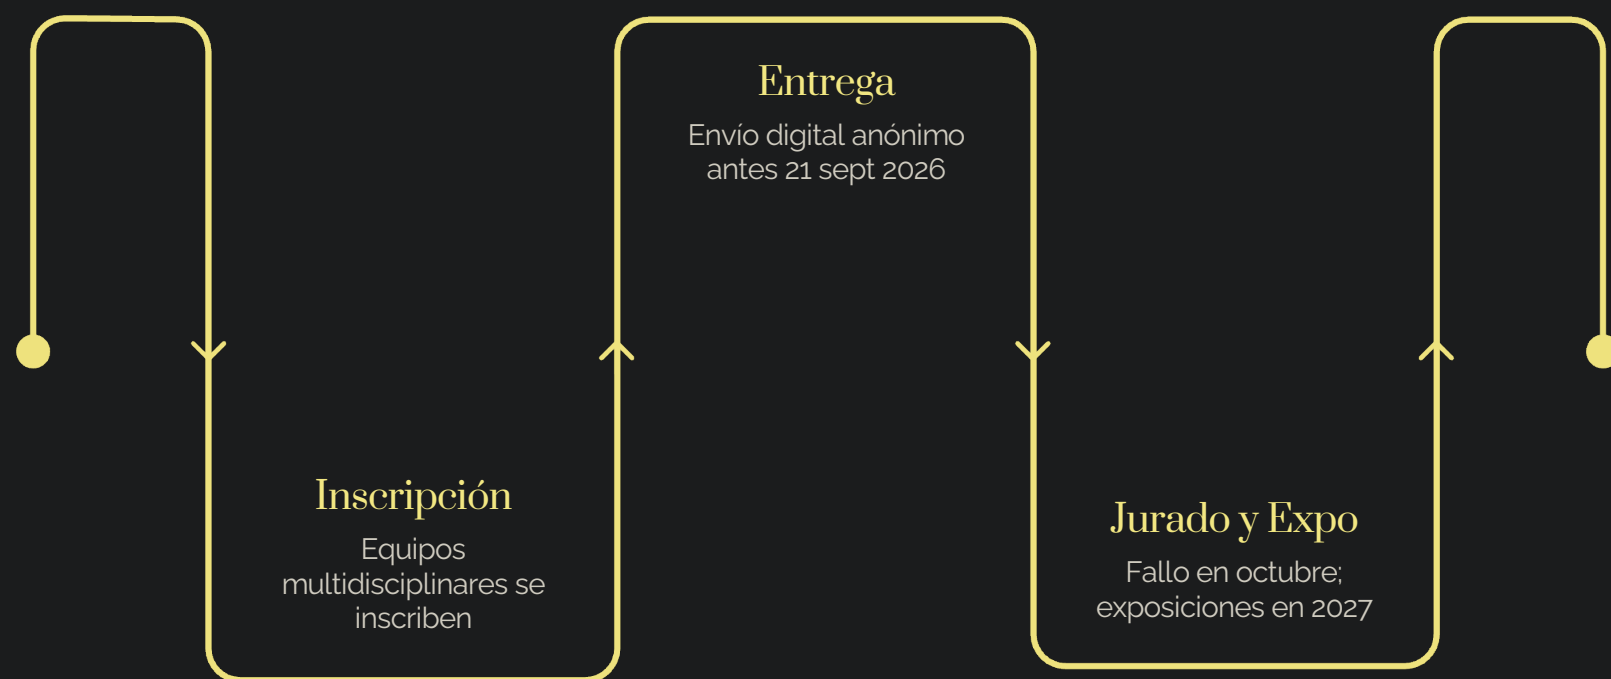 Inscripción
Equipos
multidisciplinares se
inscriben
Entrega
Envío digital anónimo
antes 21 sept 2026
Jurado y Expo
Fallo en octubre;
exposiciones en 2027